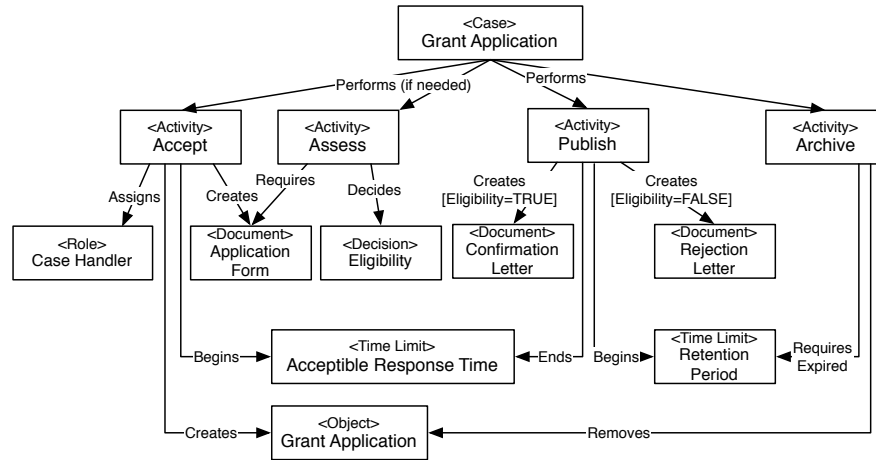 <Case>
Grant Application
Performs (if needed)
Performs
<Activity>
Accept
<Activity>
Assess
<Activity>
Publish
<Activity>
Archive
Assigns
Creates
Requires
Decides
Creates
[Eligibility=TRUE]
Creates
[Eligibility=FALSE]
<Role>
Case Handler
<Document>
Application
Form
<Decision>
Eligibility
<Document>
Confirmation
Letter
<Document>
Rejection
Letter
Begins
<Time Limit>
Acceptible Response Time
Ends
Begins
<Time Limit>
Retention
Period
Requires
Expired
Creates
<Object>
Grant Application
Removes